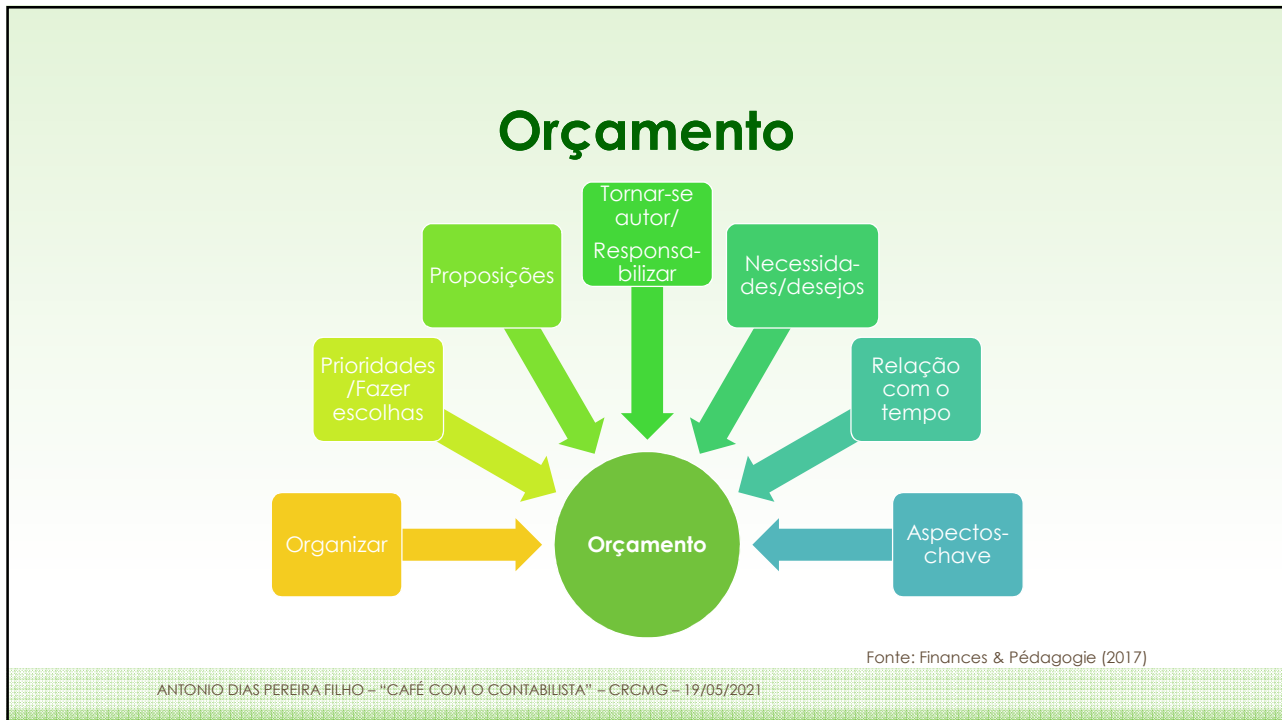 Orçamento
Tornar-se
autor/
Responsa-
bilizar
Proposições
Necessida-
des/desejos
Prioridades
/Fazer
escolhas
Relação
com o
tempo
Organizar
Orçamento
Aspectos-
chave
Fonte: Finances & Pédagogie (2017)
ANTONIO DIAS PEREIRA FILHO – “CAFÉ COM O CONTABILISTA” – CRCMG – 19/05/2021